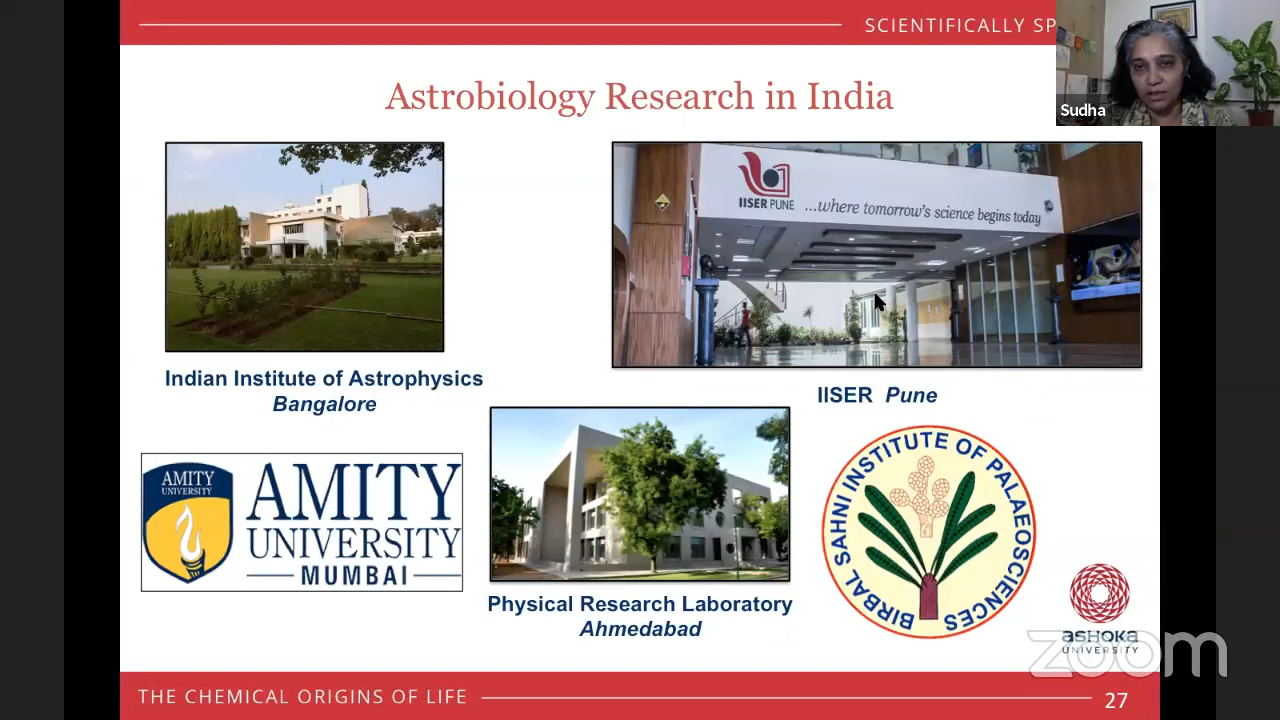 SCIENTIFICALLY SP
Sudha
Astrobiology Research in India
IISER PUNE
...where tomorrow's science begins today
Indian Institute of Astrophysics
Bangalore
IISER Pune
AMITY
UNIVERSITY
AMITY
UNIVERSITY
MUMBAI
Physical Research Laboratory
Ahmedabad
BIRBAL SAHNI INSTITUTE OF PALAEOSCIENCES
ASHOKA
UNIVERSITY
zoom
THE CHEMICAL ORIGINS OF LIFE
27